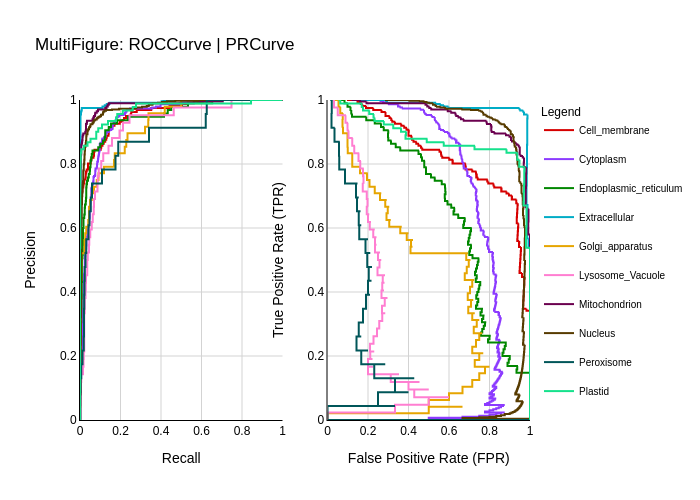 MultiFigure: ROCCurve | PRCurve
Precision
1
0.8
0.6
0.4
0.2
0
0 0.2 0.4 0.6 0.8 1
Recall
True Positive Rate (TPR)
1
0.8
0.6
0.4
0.2
0
0 0.2 0.4 0.6 0.8 1
False Positive Rate (FPR)
Legend
Cell_membrane
Cytoplasm
Endoplasmic_reticulum
Extracellular
Golgi_apparatus
Lysosome_Vacuole
Mitochondrion
Nucleus
Peroxisome
Plastid